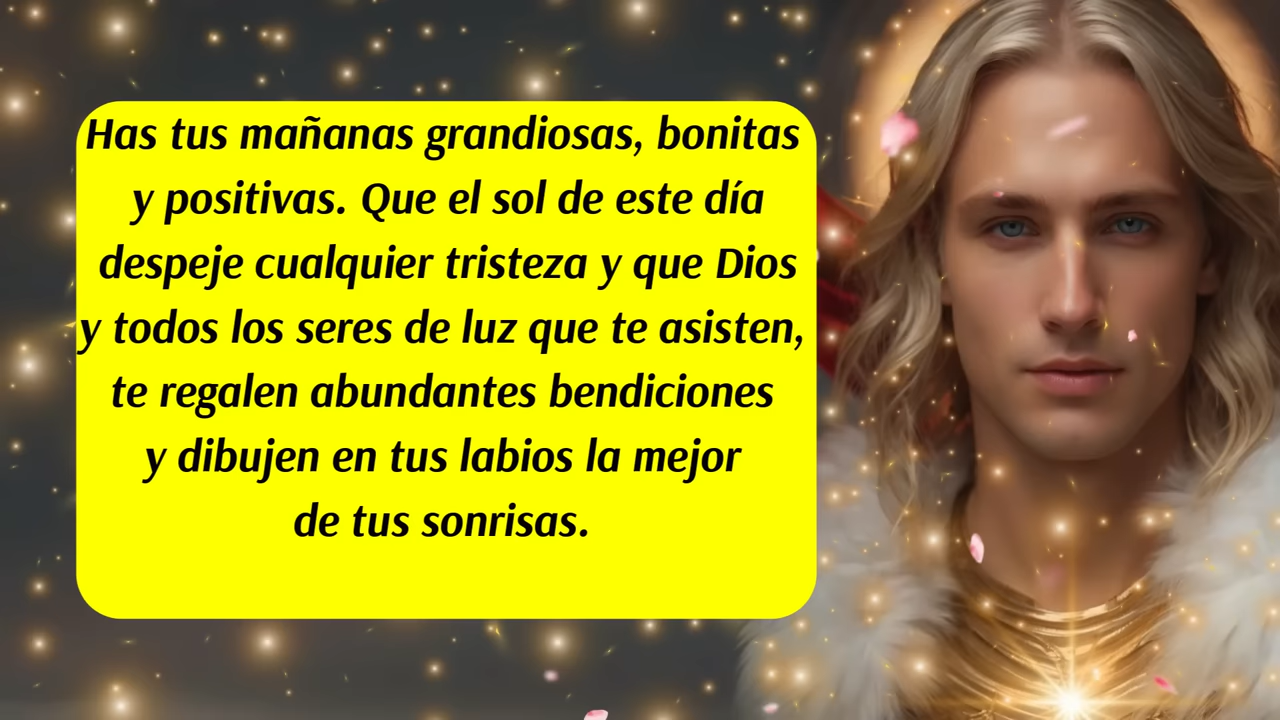 Has tus mañanas grandiosas, bonitas
y positivas. Que el sol de este día
despeje cualquier tristeza y que Dios
y todos los seres de luz que te asisten,
te regalen abundantes bendiciones
y dibujen en tus labios la mejor
de tus sonrisas.